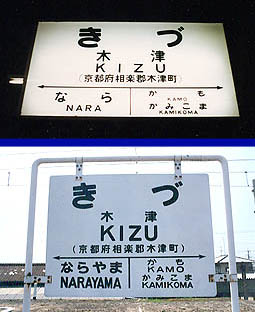 きづ
木津
KIZU
(京都府相楽郡木津町)
なら かも
NARA KAMO
かみこま
KAMIKOMA
きづ
木津
KIZU
(京都府相楽郡木津町)
ならやま かも
NARAYAMA KAMO
かみこま
KAMIKOMA